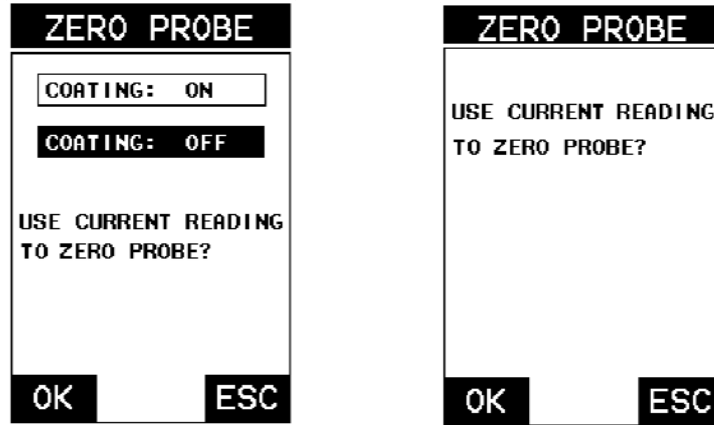 ZERO PROBE
COATING: ON
COATING: OFF
USE CURRENT READING
TO ZERO PROBE?
OK ESC
ZERO PROBE
USE CURRENT READING
TO ZERO PROBE?
OK ESC